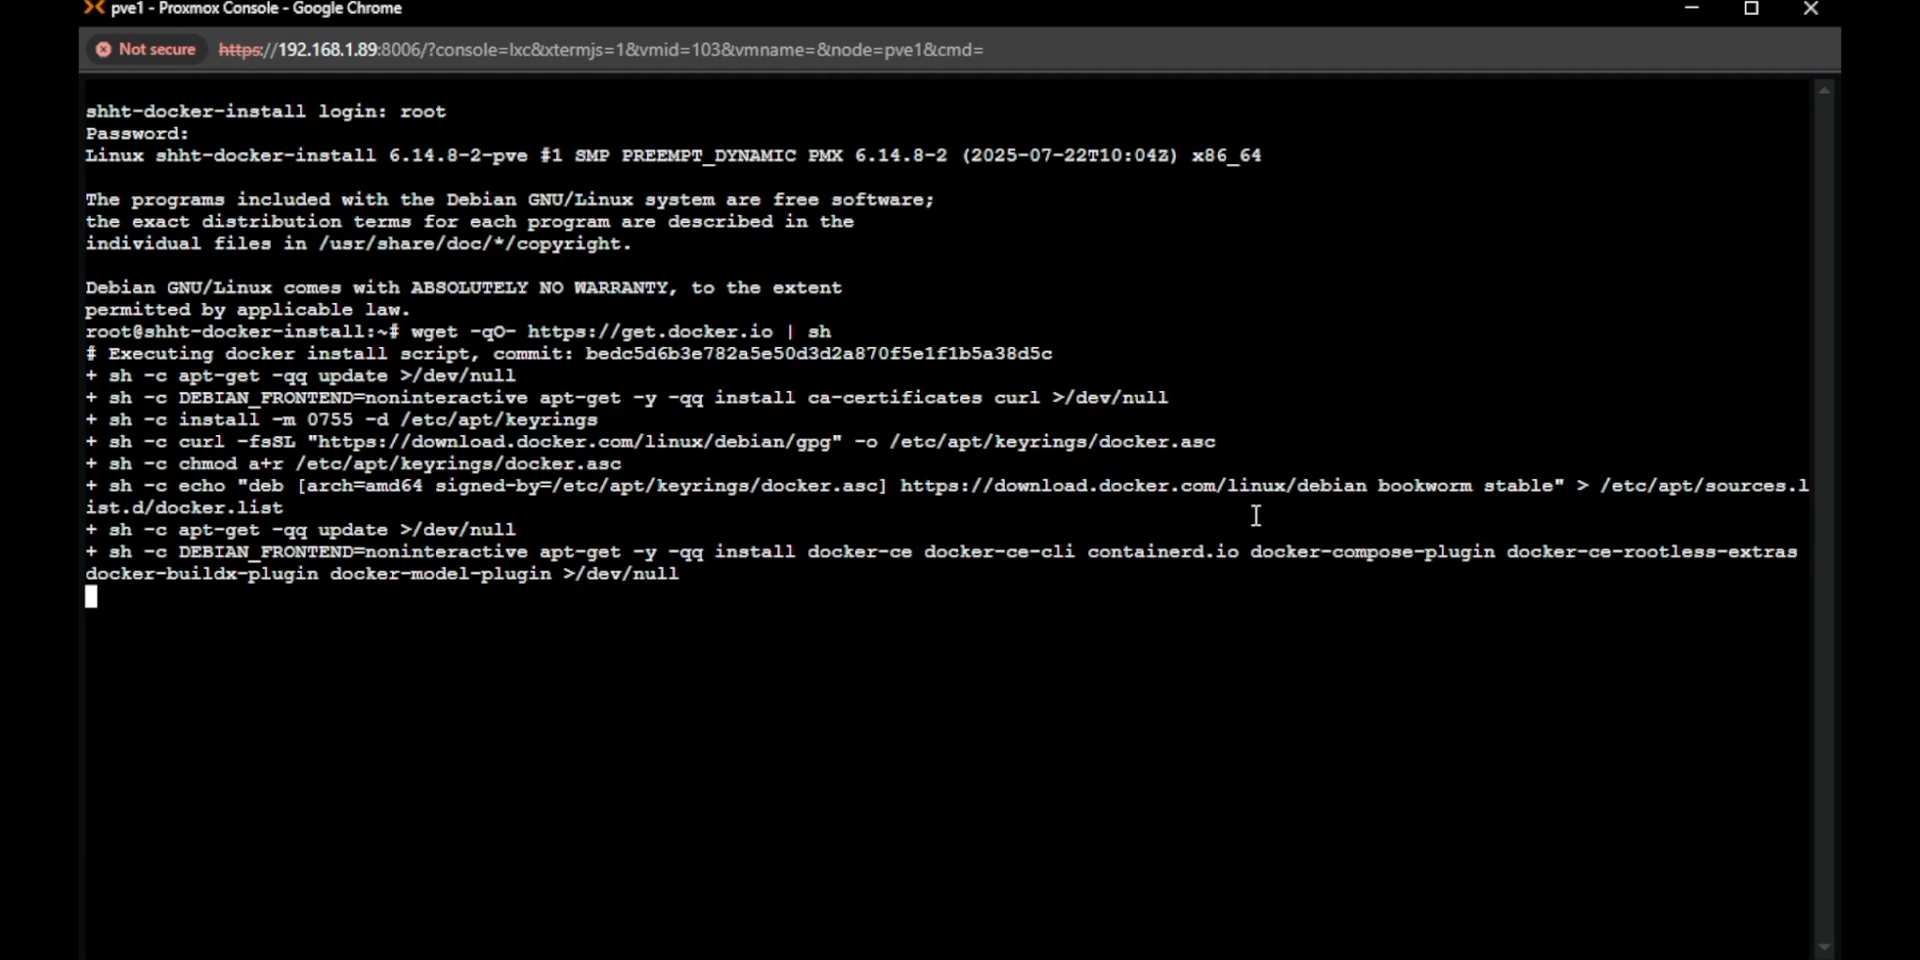 pve1 - Proxmox Console - Google Chrome
Not secure https://192.168.1.89:8006/?console=lxc&xtermjs=1&vmid=103&vmname=&node=pve1&cmd=
shht-docker-install login: root
Password:
Linux shht-docker-install 6.14.8-2-pve #1 SMP PREEMPT_DYNAMIC PMX 6.14.8-2 (2025-07-22T10:04Z) x86_64
The programs included with the Debian GNU/Linux system are free software;
the exact distribution terms for each program are described in the
individual files in /usr/share/doc/*/copyright.
Debian GNU/Linux comes with ABSOLUTELY NO WARRANTY, to the extent
permitted by applicable law.
root@shht-docker-install:~# wget -qO- https://get.docker.io | sh
# Executing docker install script, commit: bedc5d6b3e782a5e50d3d2a870f5e1f1b5a38d5c
+ sh -c apt-get -qq update >/dev/null
+ sh -c DEBIAN_FRONTEND=noninteractive apt-get -y -qq install ca-certificates curl >/dev/null
+ sh -c install -m 0755 -d /etc/apt/keyrings
+ sh -c curl -fsSL "https://download.docker.com/linux/debian/gpg" -o /etc/apt/keyrings/docker.asc
+ sh -c chmod a+r /etc/apt/keyrings/docker.asc
+ sh -c echo "deb [arch=amd64 signed-by=/etc/apt/keyrings/docker.asc] https://download.docker.com/linux/debian bookworm stable" > /etc/apt/sources.l
ist.d/docker.list
+ sh -c apt-get -qq update >/dev/null
+ sh -c DEBIAN_FRONTEND=noninteractive apt-get -y -qq install docker-ce docker-ce-cli containerd.io docker-compose-plugin docker-ce-rootless-extras
docker-buildx-plugin docker-model-plugin >/dev/null